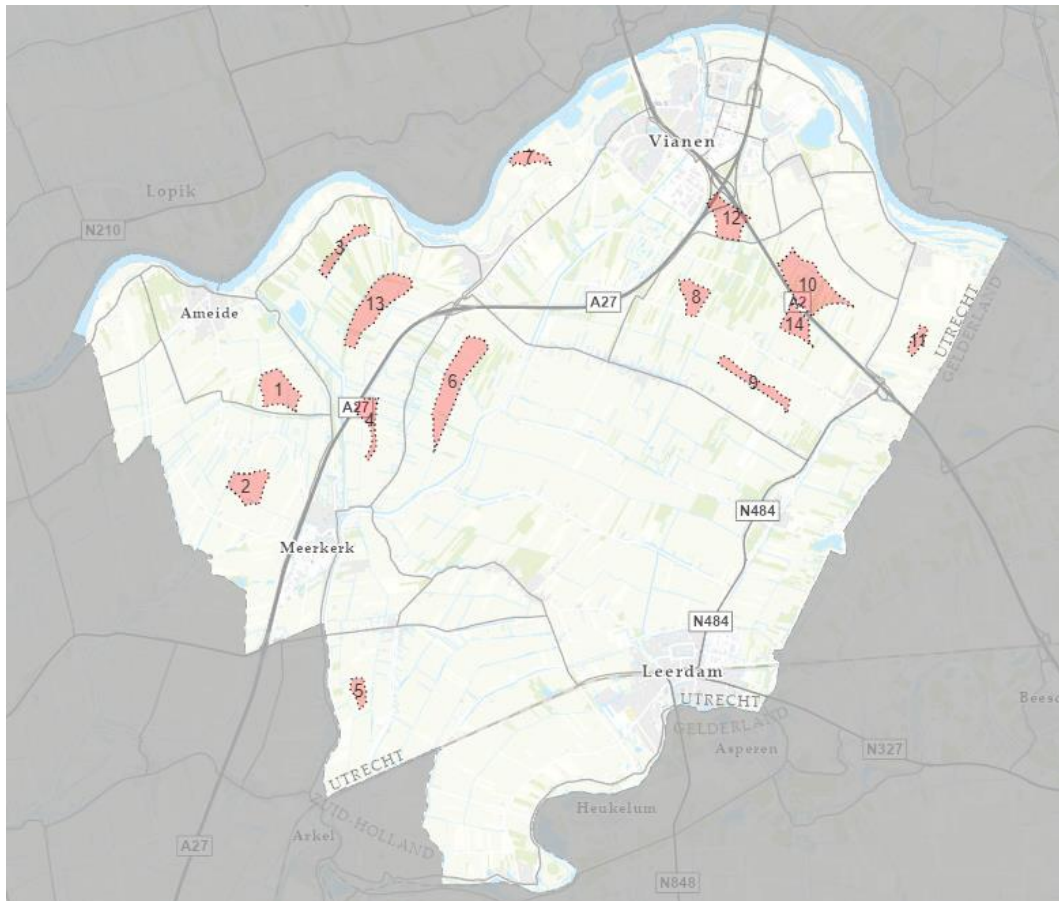 Vianen
7
Lopik
12
N210
3
UTRECHT
GELDERLAND
13
8
10
A27
A2
Ameide
14
11
6
9
1
A27
4
2
N484
Meerkerk
N484
Leerdam
5
UTRECHT
GELDERLAND
Asperen
N327
UTRECHT
ZUID-HOLLAND
Heukelum
Arkel
A27
N848